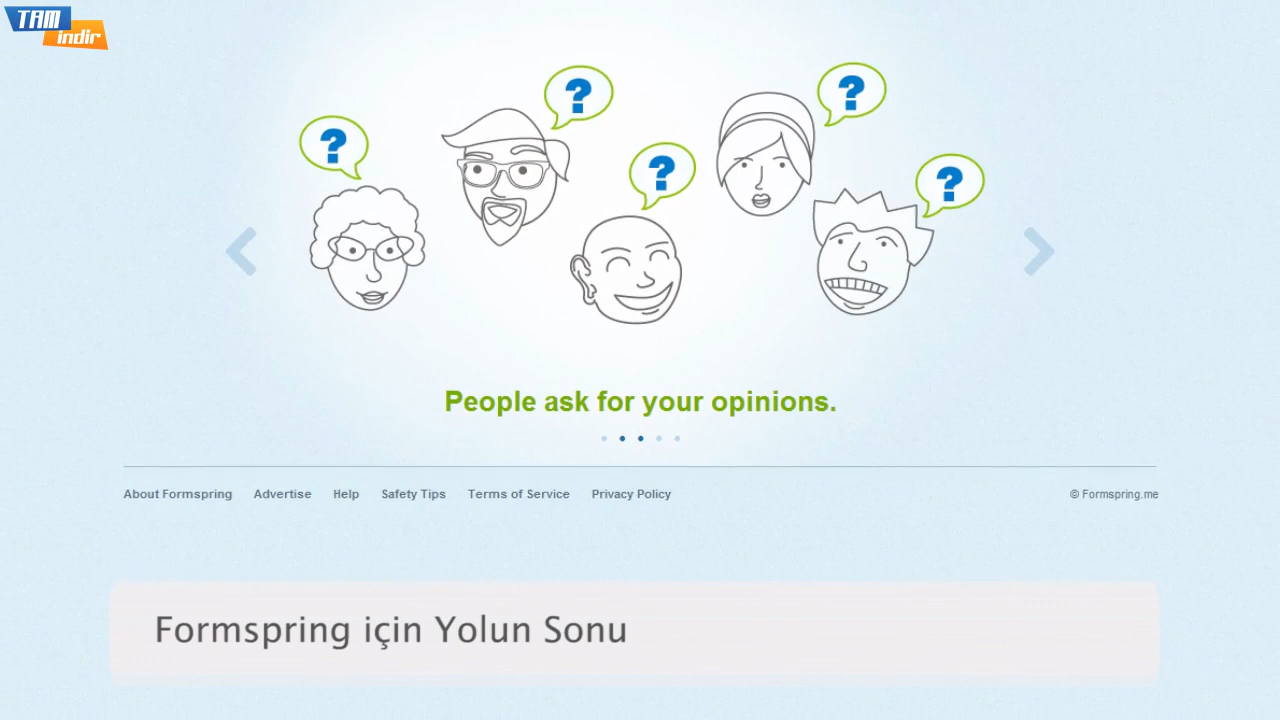 TAM
indir
?
?
?
?
?
People ask for your opinions.
About Formspring Advertise Help Safety Tips Terms of Service Privacy Policy © Formspring.me
Formspring için Yolun Sonu